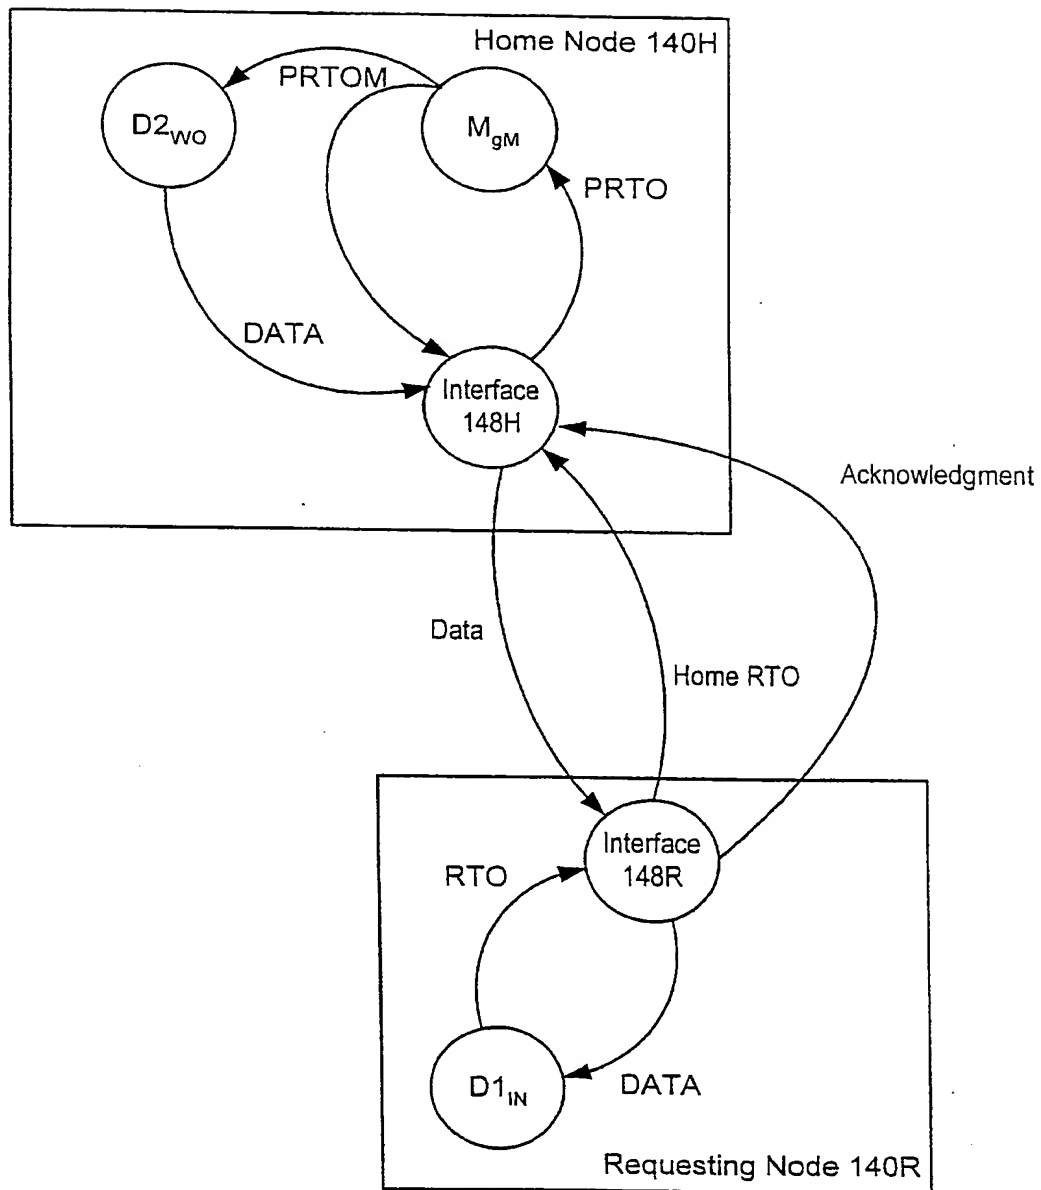 Home Node 140H
PRTOM
D2WO
MgM
PRTO
DATA
Interface
148H
Acknowledgment
Data
Home RTO
Interface
148R
RTO
D1IN
DATA
Requesting Node 140R